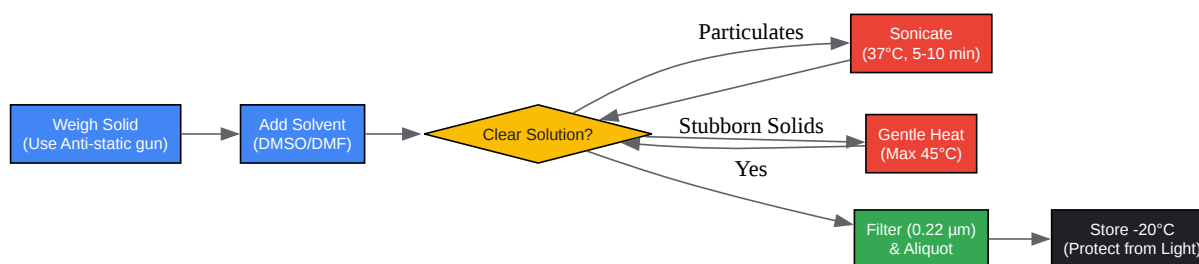 Weigh Solid
(Use Anti-static gun)
Add Solvent
(DMSO/DMF)
Clear Solution?
Particulates
Sonicate
(37°C, 5-10 min)
Stubborn Solids
Gentle Heat
(Max 45°C)
Yes
Filter (0.22 µm)
& Aliquot
Store -20°C
(Protect from Light)